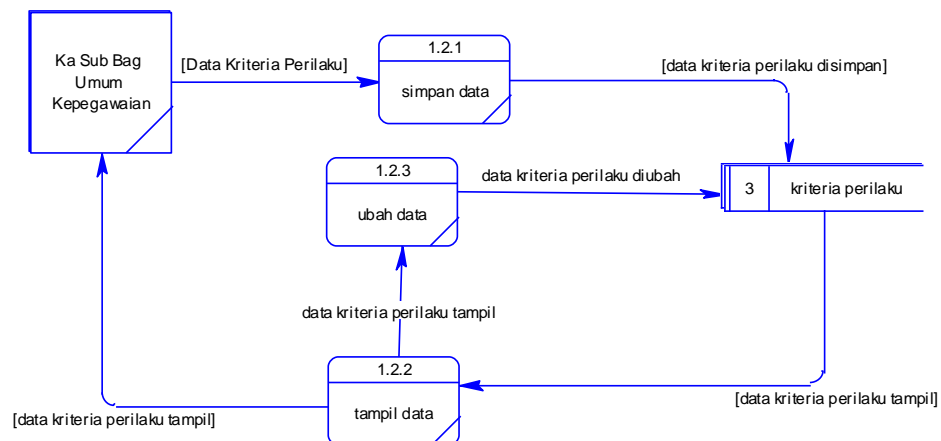 Ka Sub Bag
Umum
Kepegawaian
[Data Kriteria Perilaku]
1.2.1
simpan data
[data kriteria perilaku disimpan]
1.2.3
ubah data
data kriteria perilaku diubah
3
kriteria perilaku
data kriteria perilaku tampil
1.2.2
tampil data
[data kriteria perilaku tampil]
[data kriteria perilaku tampil]